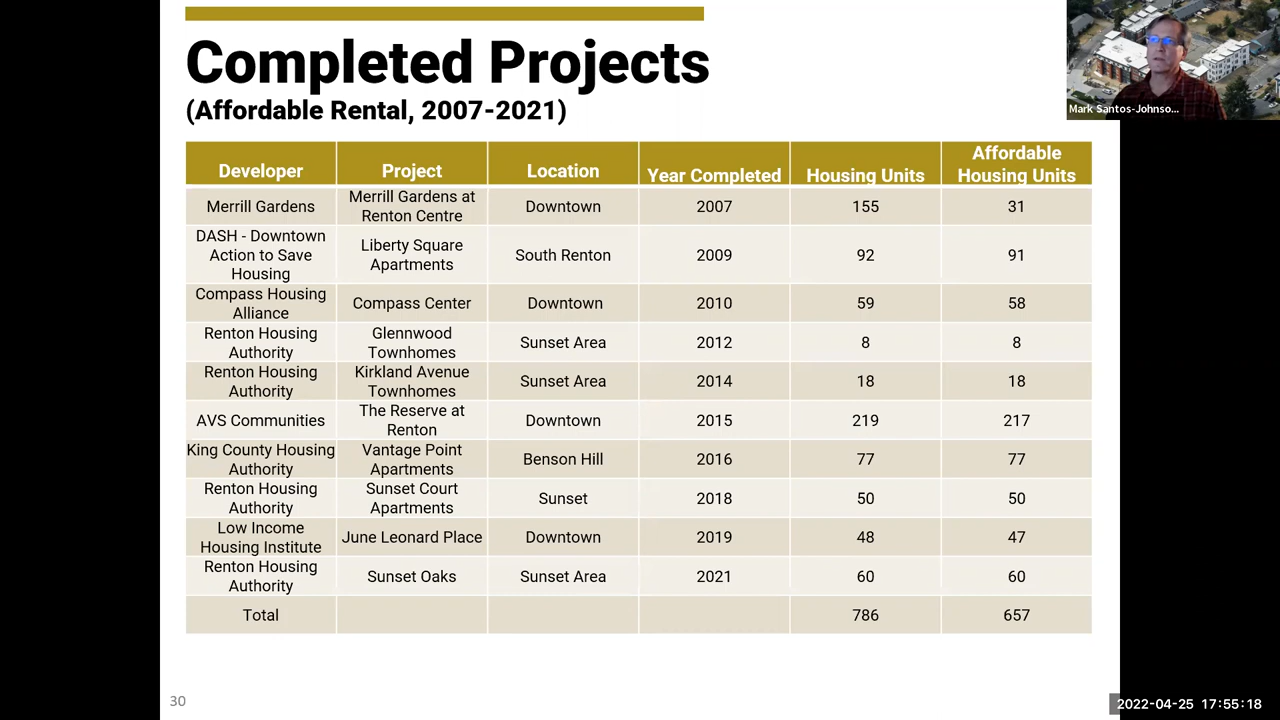 Completed Projects
(Affordable Rental, 2007-2021)
Mark Santos-Johnso...
Developer Project Location Year Completed Housing Units Affordable Housing Units
Merrill Gardens Merrill Gardens at Renton Centre Downtown 2007 155 31
DASH - Downtown Action to Save Housing Liberty Square Apartments South Renton 2009 92 91
Compass Housing Alliance Compass Center Downtown 2010 59 58
Renton Housing Authority Glennwood Townhomes Sunset Area 2012 8 8
Renton Housing Authority Kirkland Avenue Townhomes Sunset Area 2014 18 18
AVS Communities The Reserve at Renton Downtown 2015 219 217
King County Housing Authority Vantage Point Apartments Benson Hill 2016 77 77
Renton Housing Authority Sunset Court Apartments Sunset 2018 50 50
Low Income Housing Institute June Leonard Place Downtown 2019 48 47
Renton Housing Authority Sunset Oaks Sunset Area 2021 60 60
Total 786 657
30
2022-04-25 17:55:18